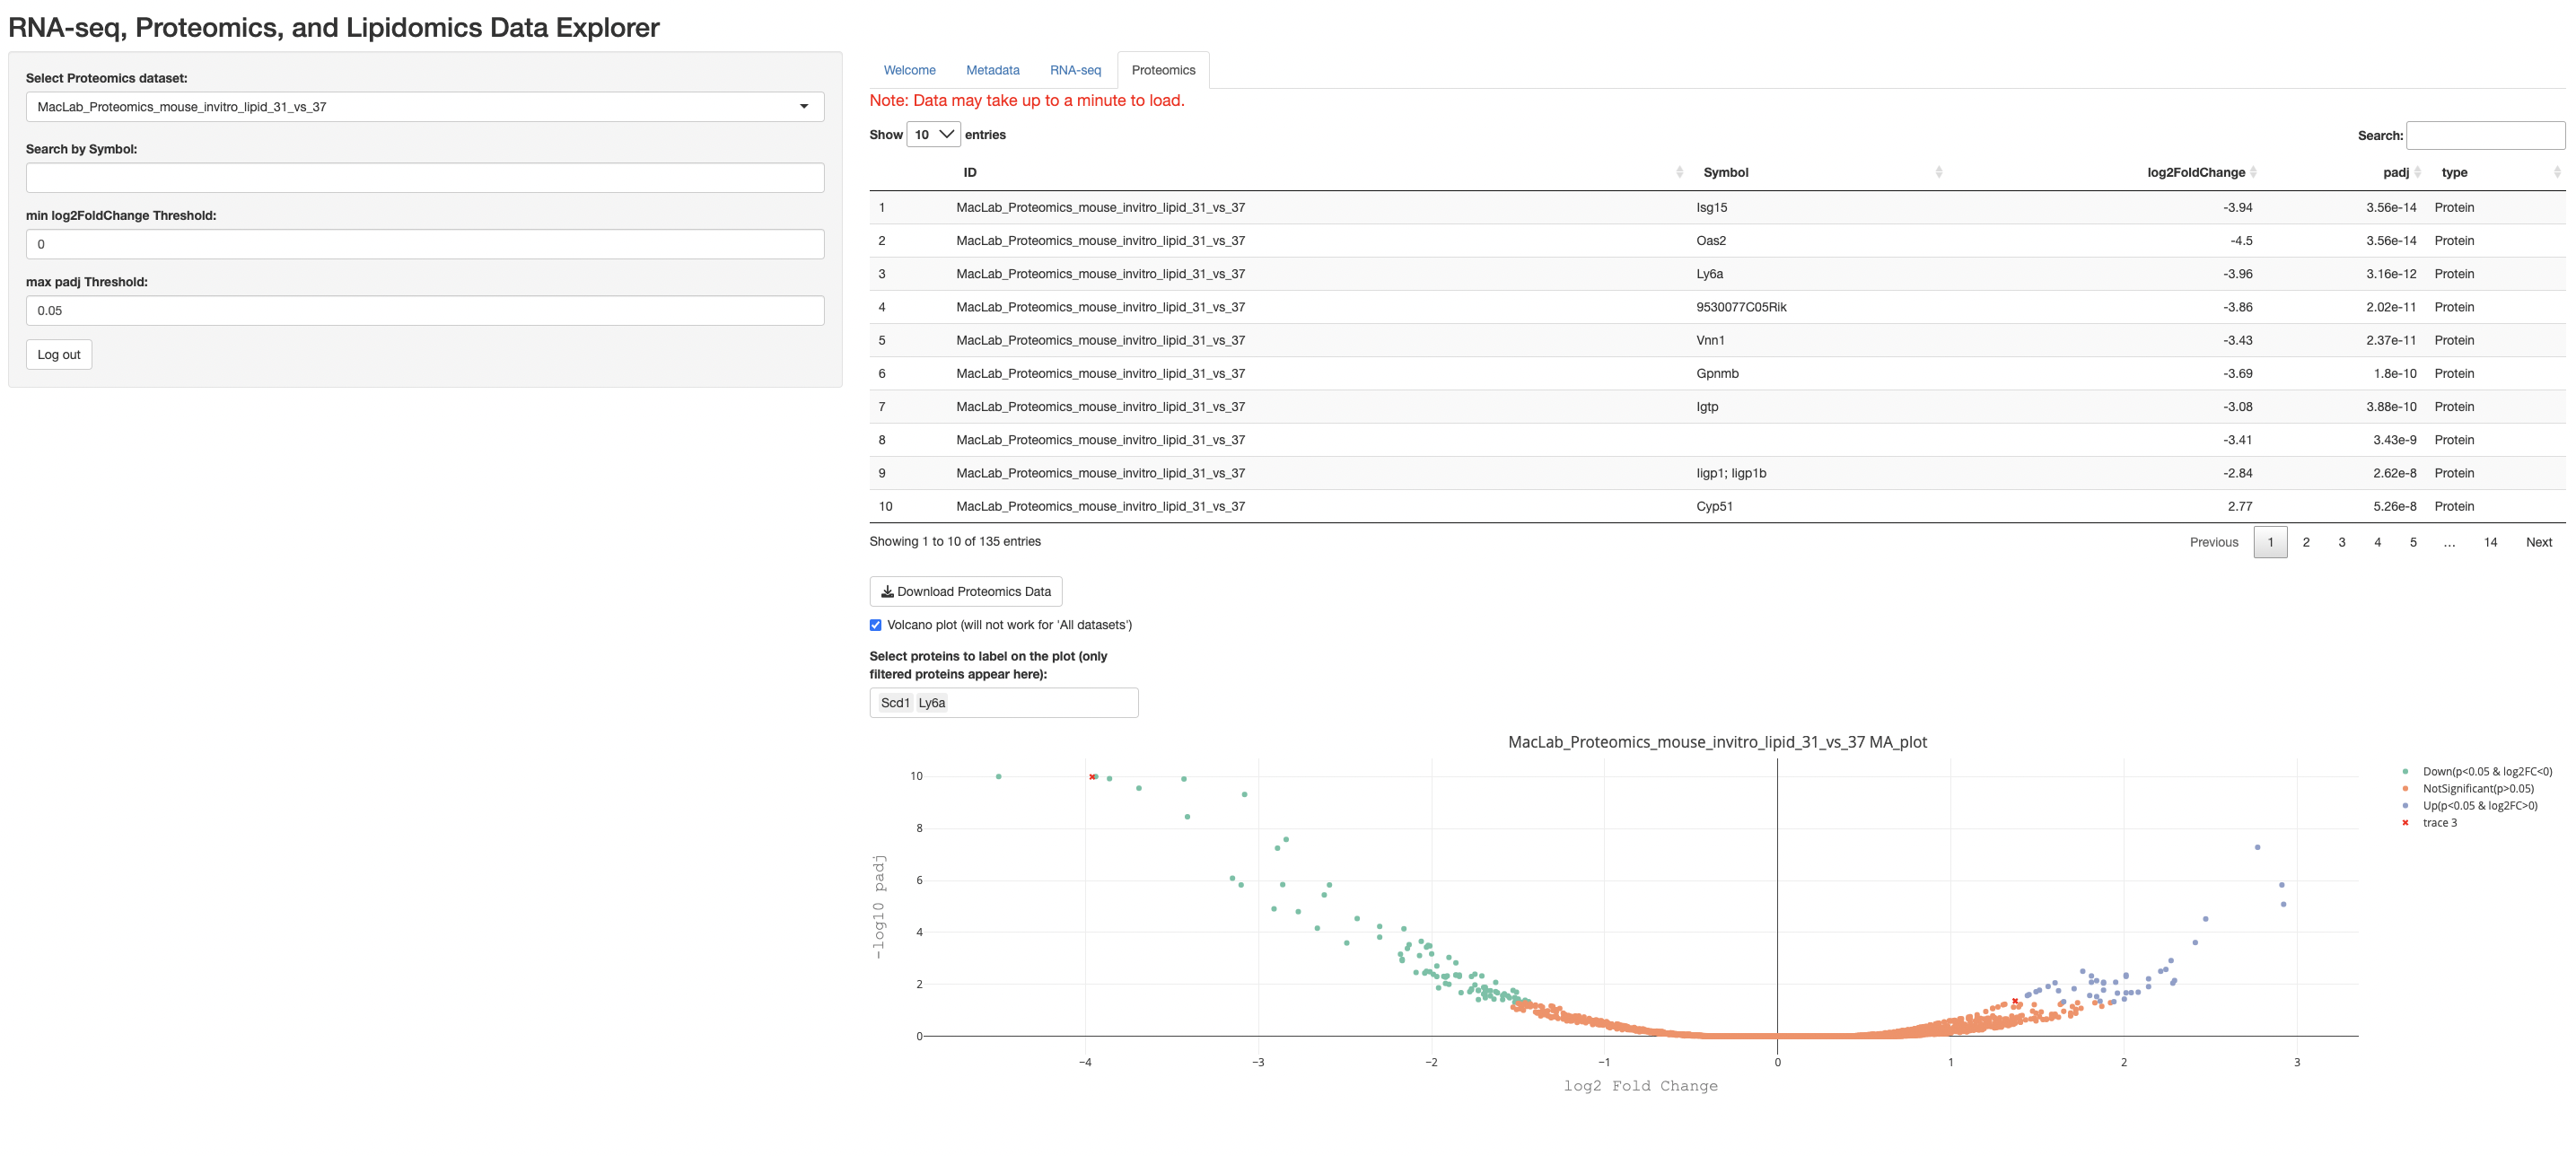 RNA-seq, Proteomics, and Lipidomics Data Explorer
Select Proteomics dataset:
MacLab_Proteomics_mouse_invitro_lipid_31_vs_37
Search by Symbol:
min log2FoldChange Threshold:
0
max padj Threshold:
0.05
Log out
Welcome Metadata RNA-seq Proteomics
Note: Data may take up to a minute to load.
Show 10 entries Search:
ID Symbol log2FoldChange padj type
1 MacLab_Proteomics_mouse_invitro_lipid_31_vs_37 Isg15 -3.94 3.56e-14 Protein
2 MacLab_Proteomics_mouse_invitro_lipid_31_vs_37 Oas2 -4.5 3.56e-14 Protein
3 MacLab_Proteomics_mouse_invitro_lipid_31_vs_37 Ly6a -3.96 3.16e-12 Protein
4 MacLab_Proteomics_mouse_invitro_lipid_31_vs_37 9530077C05Rik -3.86 2.02e-11 Protein
5 MacLab_Proteomics_mouse_invitro_lipid_31_vs_37 Vnn1 -3.43 2.37e-11 Protein
6 MacLab_Proteomics_mouse_invitro_lipid_31_vs_37 Gpnmb -3.69 1.8e-10 Protein
7 MacLab_Proteomics_mouse_invitro_lipid_31_vs_37 Igtp -3.08 3.88e-10 Protein
8 MacLab_Proteomics_mouse_invitro_lipid_31_vs_37 -3.41 3.43e-9 Protein
9 MacLab_Proteomics_mouse_invitro_lipid_31_vs_37 Iigp1; Iigp1b -2.84 2.62e-8 Protein
10 MacLab_Proteomics_mouse_invitro_lipid_31_vs_37 Cyp51 2.77 5.26e-8 Protein
Showing 1 to 10 of 135 entries Previous 1 2 3 4 5 … 14 Next
Download Proteomics Data
Volcano plot (will not work for 'All datasets')
Select proteins to label on the plot (only
filtered proteins appear here):
Scd1 Ly6a
MacLab_Proteomics_mouse_invitro_lipid_31_vs_37 MA_plot
10
8
6
4
2
0
-log10 padj
−4 −3 −2 −1 0 1 2 3
log2 Fold Change
Down(p<0.05 & log2FC<0)
NotSignificant(p>0.05)
Up(p<0.05 & log2FC>0)
trace 3